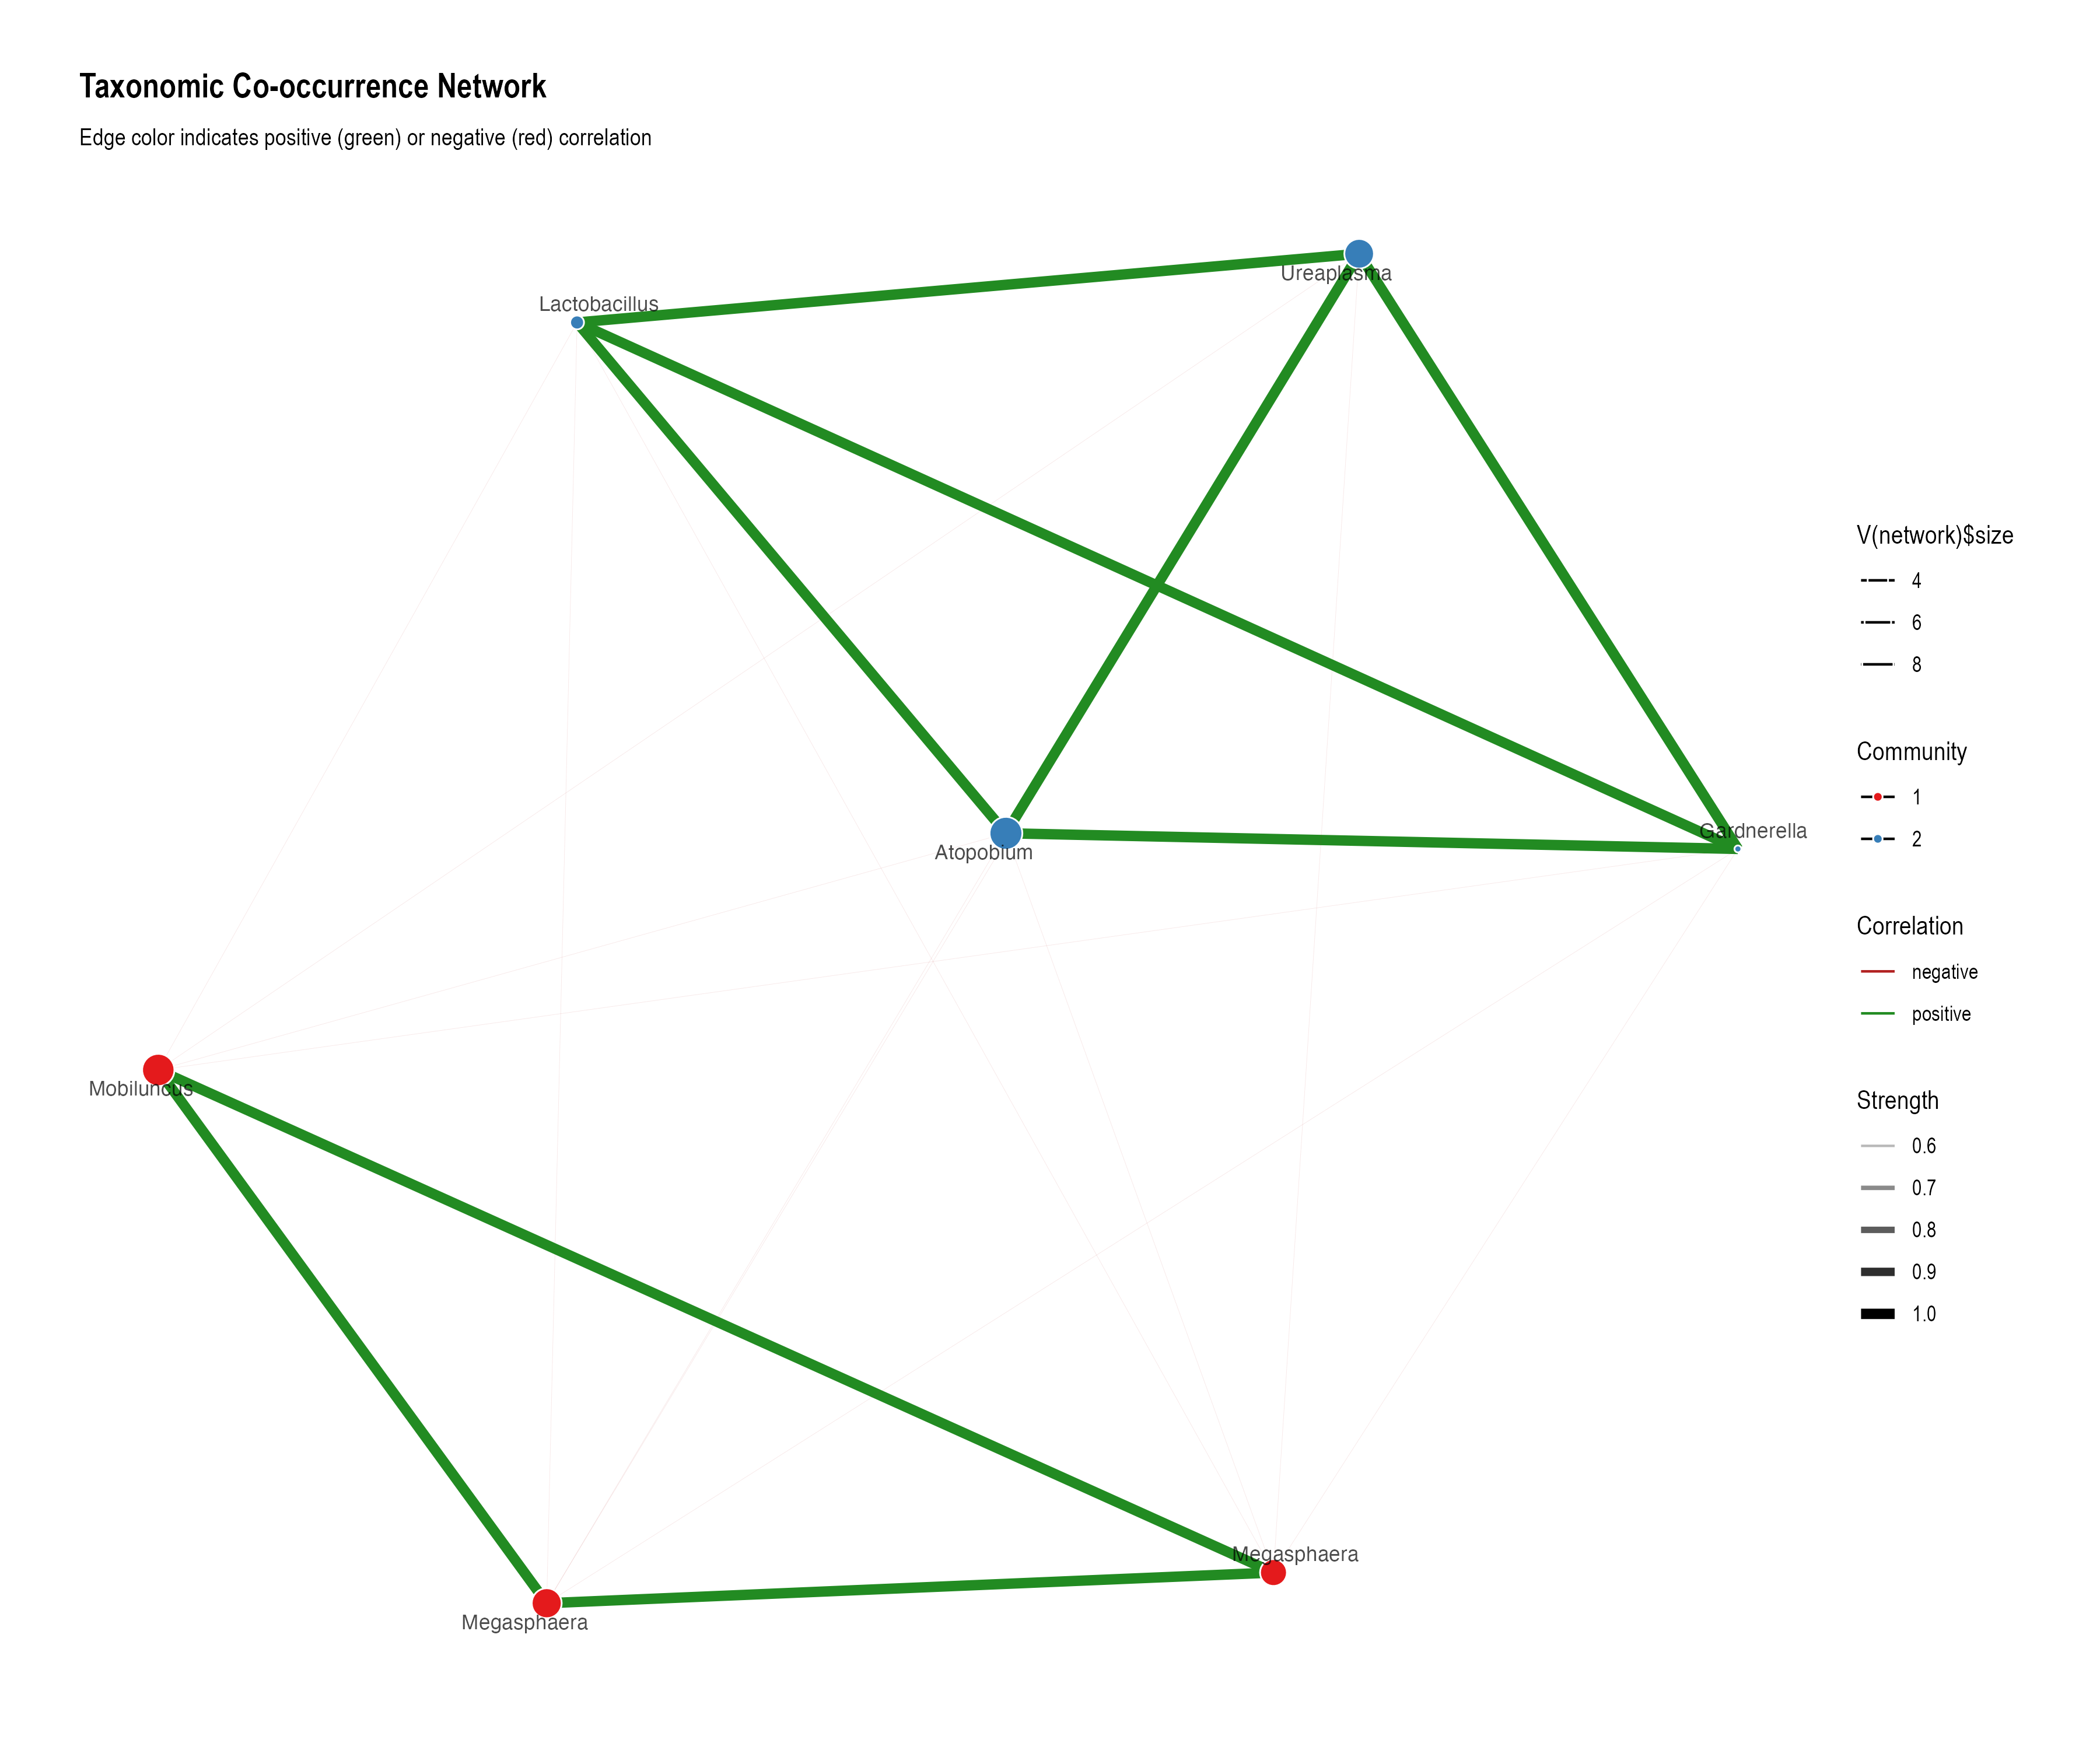 Taxonomic Co-occurrence Network
Edge color indicates positive (green) or negative (red) correlation
Ureaplasma
Lactobacillus
Gardnerella
Atopobium
Mobiluncus
Megasphaera
Megasphaera
V(network)$size
4
6
8
Community
1
2
Correlation
negative
positive
Strength
0.6
0.7
0.8
0.9
1.0